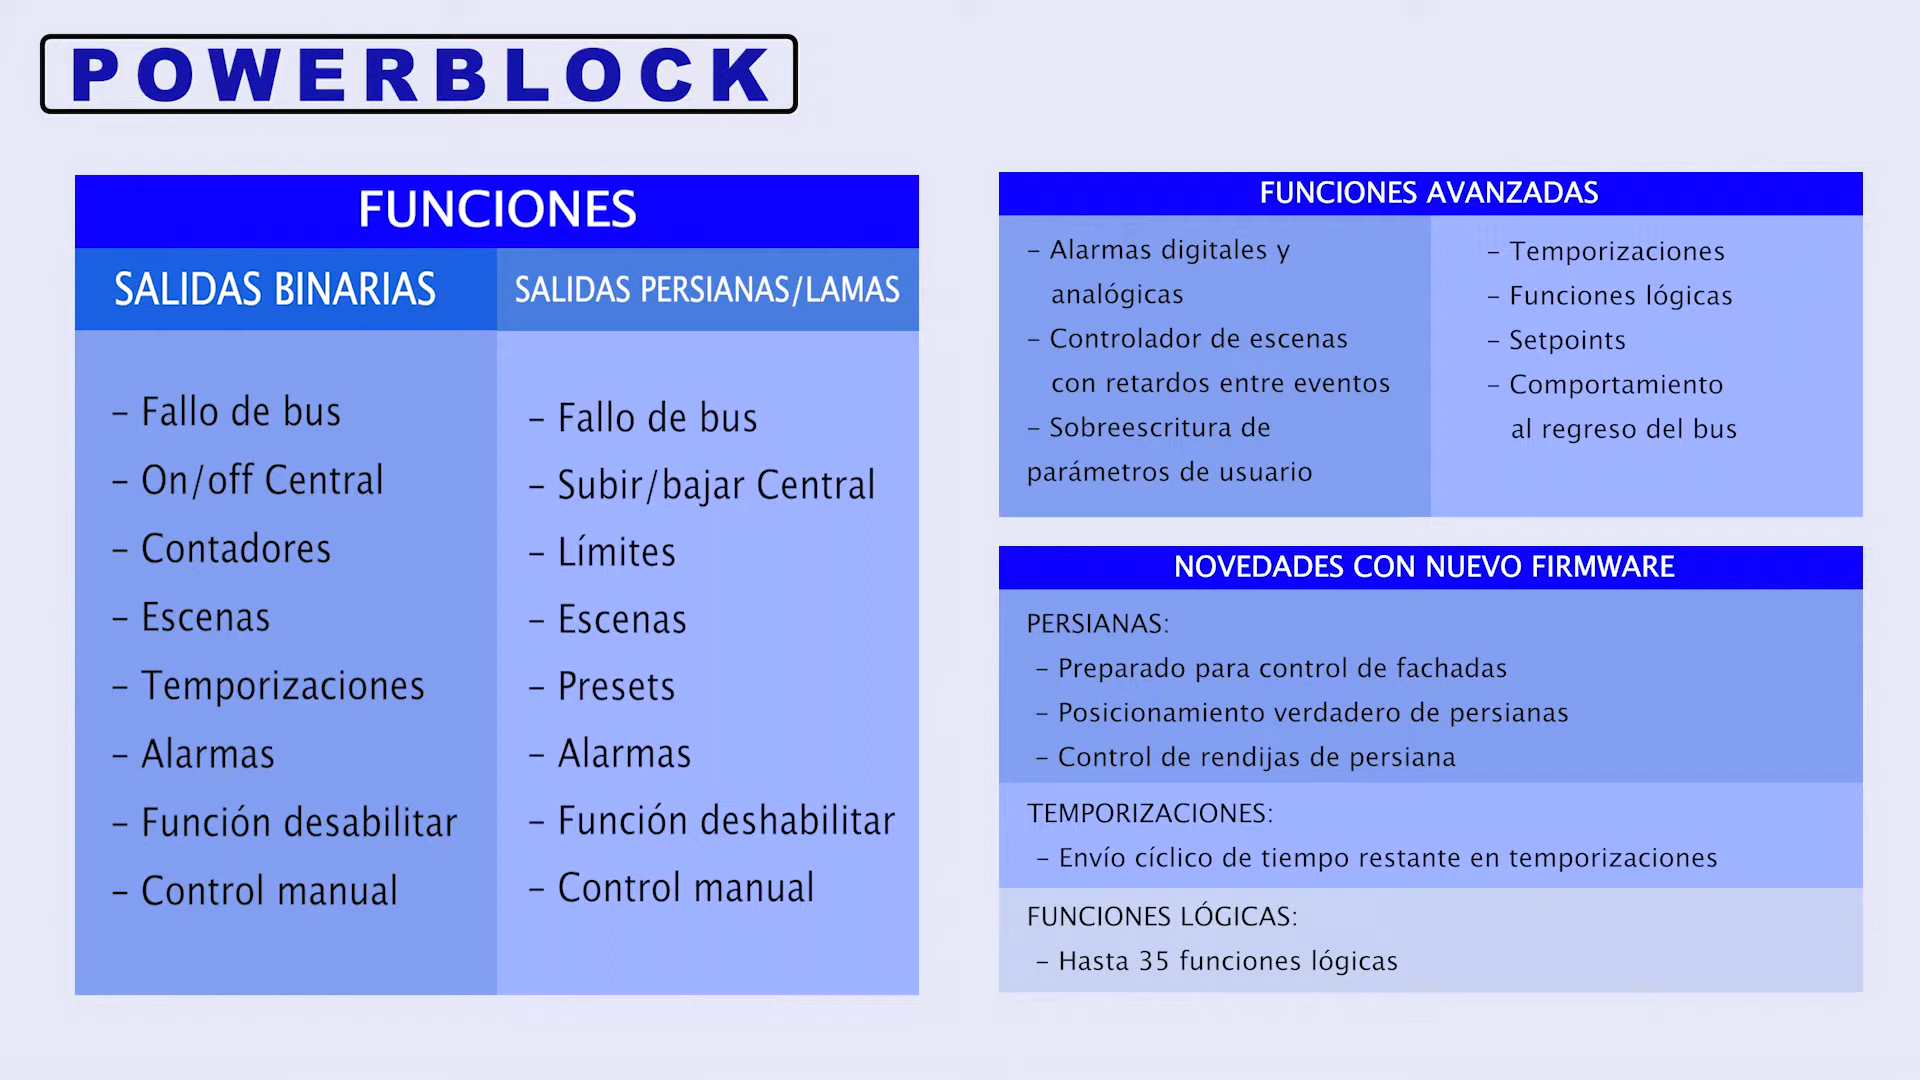 POWERBLOCK
FUNCIONES
SALIDAS BINARIAS
– Fallo de bus
– On/off Central
– Contadores
– Escenas
– Temporizaciones
– Alarmas
– Función desabilitar
– Control manual
SALIDAS PERSIANAS/LAMAS
– Fallo de bus
– Subir/bajar Central
– Límites
– Escenas
– Presets
– Alarmas
– Función deshabilitar
– Control manual
FUNCIONES AVANZADAS
– Alarmas digitales y
analógicas
– Controlador de escenas
con retardos entre eventos
– Sobreescritura de
parámetros de usuario
– Temporizaciones
– Funciones lógicas
– Setpoints
– Comportamiento
al regreso del bus
NOVEDADES CON NUEVO FIRMWARE
PERSIANAS:
– Preparado para control de fachadas
– Posicionamiento verdadero de persianas
– Control de rendijas de persiana
TEMPORIZACIONES:
– Envío cíclico de tiempo restante en temporizaciones
FUNCIONES LÓGICAS:
– Hasta 35 funciones lógicas